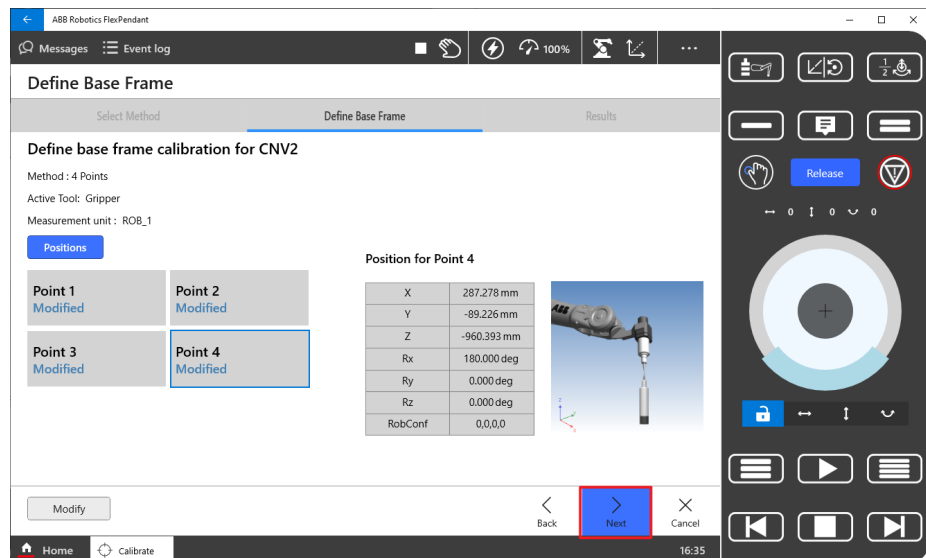 ABB Robotics FlexPendant
Messages Event log 100% ...
Define Base Frame
Select Method Define Base Frame Results
Define base frame calibration for CNV2
Method : 4 Points
Active Tool: Gripper
Measurement unit : ROB_1
Positions
Point 1
Modified
Point 2
Modified
Point 3
Modified
Point 4
Modified
Position for Point 4
X 287.278 mm
Y -89.226 mm
Z -960.393 mm
Rx 180.000 deg
Ry 0.000 deg
Rz 0.000 deg
RobConf 0,0,0,0
ABB
z
Modify
Back
Next
Cancel
Home Calibrate 16:35
1/2
Release
0 0 0